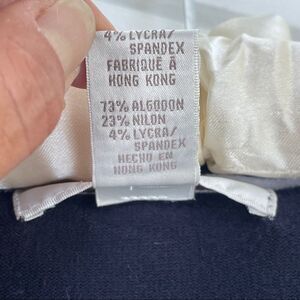 4% LYCRA/
SPANDEX
FABRIQUÉ À
HONG KONG
73% ALGODON
23% NILON
4% LYCRA/
SPANDEX
HECHO EN
HONG KONG